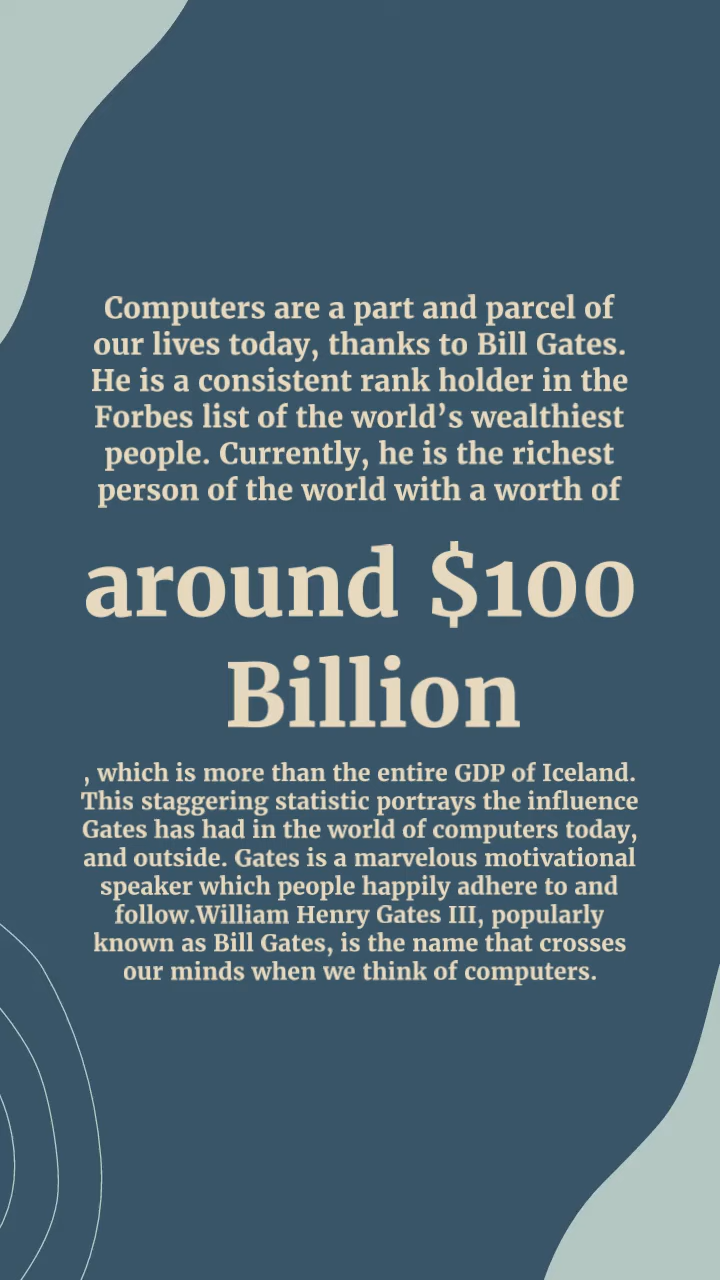 Computers are a part and parcel of
our lives today, thanks to Bill Gates.
He is a consistent rank holder in the
Forbes list of the world’s wealthiest
people. Currently, he is the richest
person of the world with a worth of
around $100
Billion
, which is more than the entire GDP of Iceland.
This staggering statistic portrays the influence
Gates has had in the world of computers today,
and outside. Gates is a marvelous motivational
speaker which people happily adhere to and
follow.William Henry Gates III, popularly
known as Bill Gates, is the name that crosses
our minds when we think of computers.